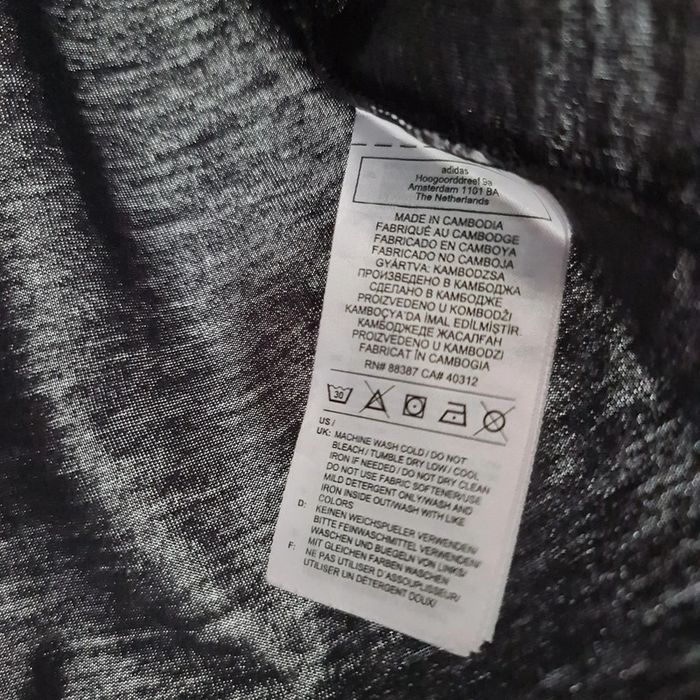 adidas
Hoogoorddreef 9a
Amsterdam 1101 BA
The Netherlands
MADE IN CAMBODIA
FABRIQUÉ AU CAMBODGE
FABRICADO EN CAMBOYA
FABRICADO NO CAMBOJA
GYÁRTVA: KAMBODZSA
ПРОИЗВЕДЕНО В КАМБОДЖА
СДЕЛАНО В КАМБОДЖЕ
PROIZVEDENO U KOMBODŽI
KAMBOÇYA'DA İMAL EDİLMİŞTİR.
КАМБОДЖЕДЕ ЖАСАЛҒАН
PROIZVEDENO U KAMBODZI
FABRICAT ÎN CAMBOGIA
RN# 88387 CA# 40312
30
US /
UK: MACHINE WASH COLD / DO NOT
BLEACH / TUMBLE DRY LOW / COOL
IRON IF NEEDED / DO NOT DRY CLEAN
DO NOT USE FABRIC SOFTENER/USE
MILD DETERGENT ONLY/WASH AND
IRON INSIDE OUT/WASH WITH LIKE
COLORS
D: KEINEN WEICHSPUELER VERWENDEN/
BITTE FEINWASCHMITTEL VERWENDEN/
WASCHEN UND BUEGELN VON LINKS/
MIT GLEICHEN FARBEN WASCHEN
F: NE PAS UTILISER D'ASSOUPLISSEUR/
UTILISER UN DÉTERGENT DOUX/